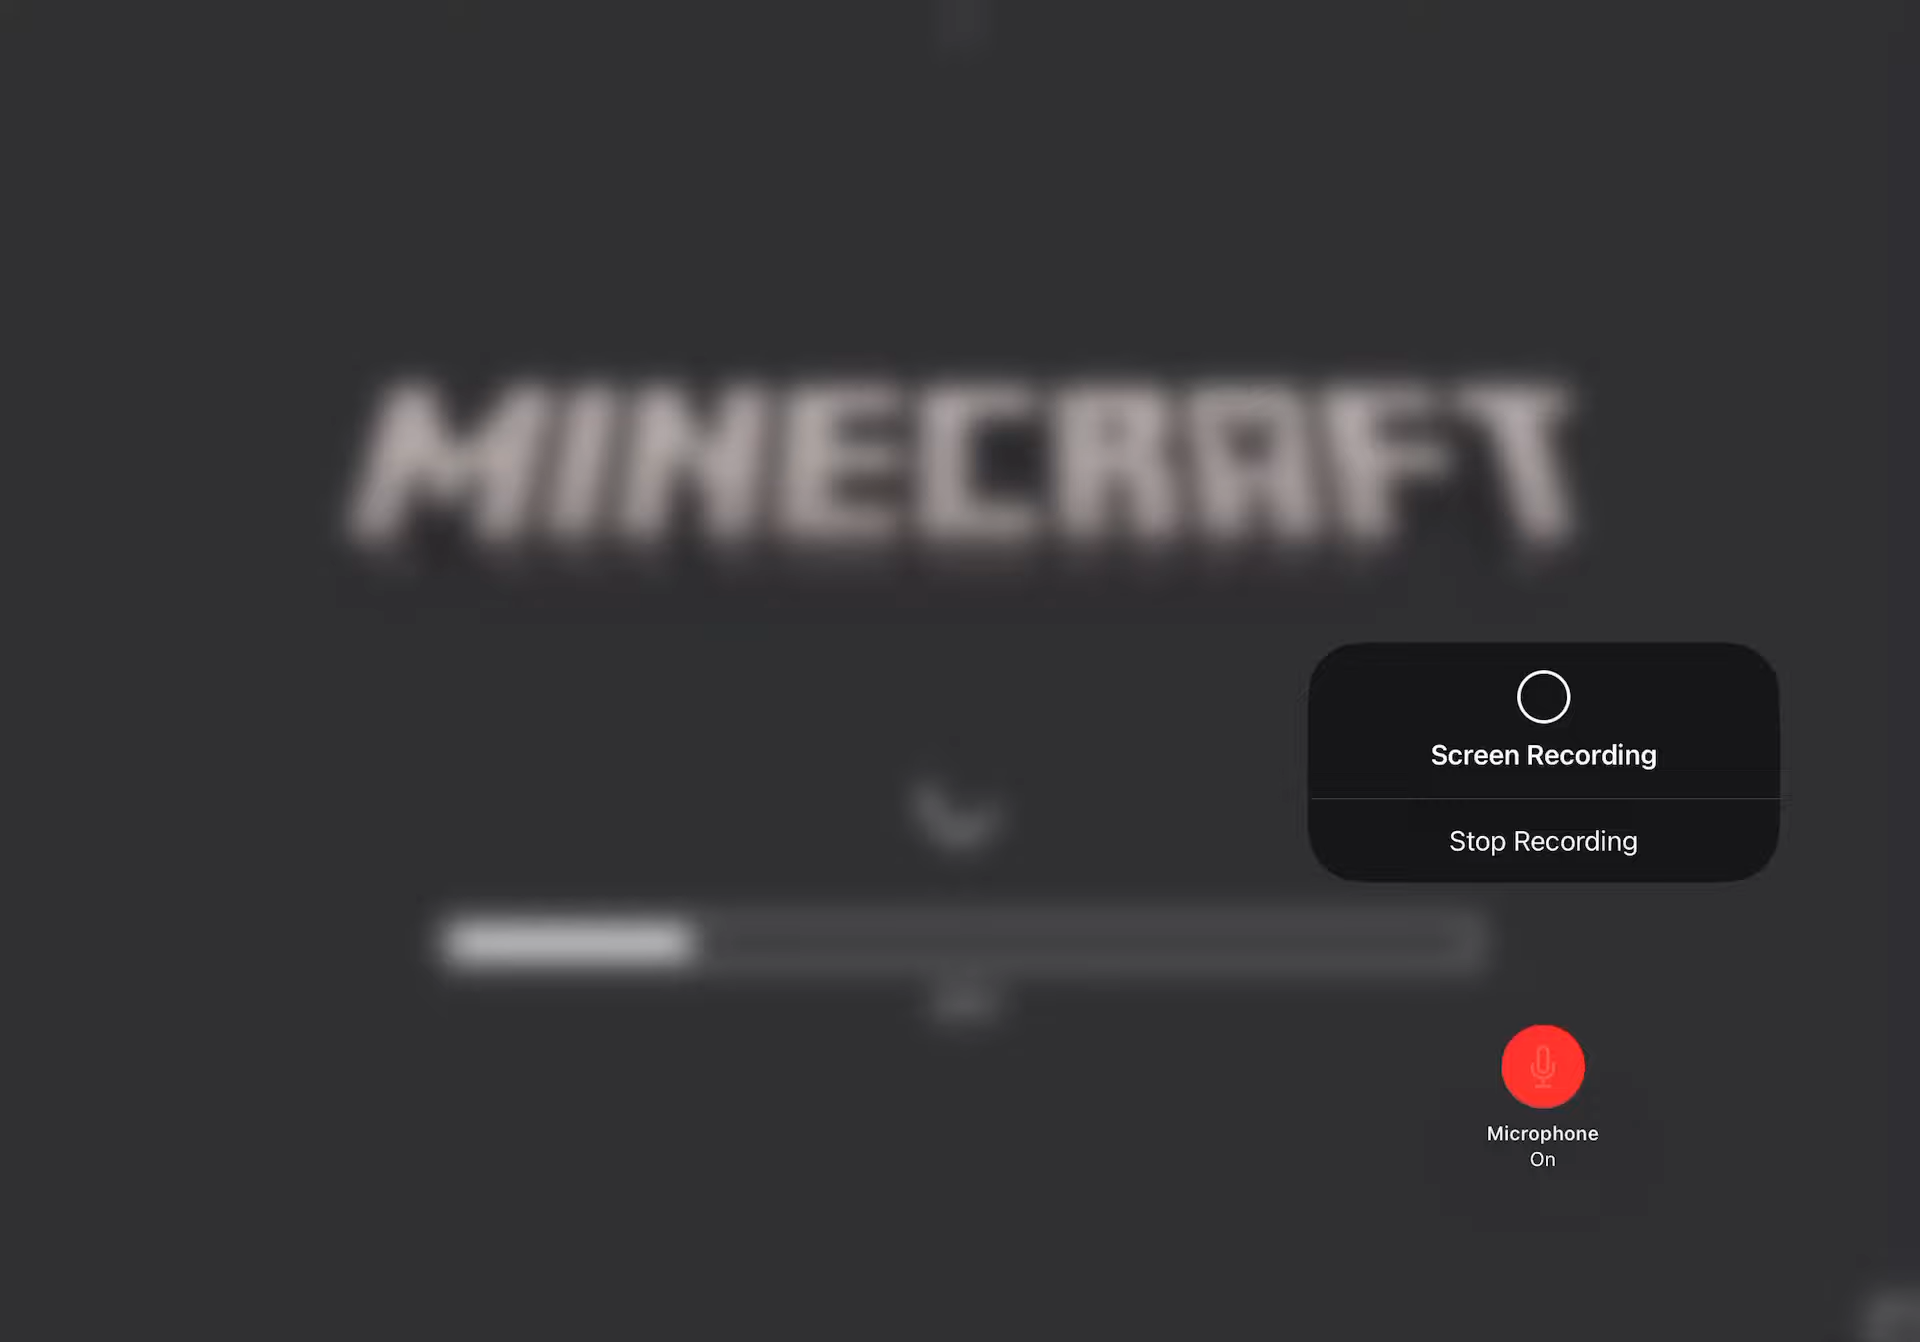 MINECRAFT
Screen Recording
Stop Recording
Microphone
On